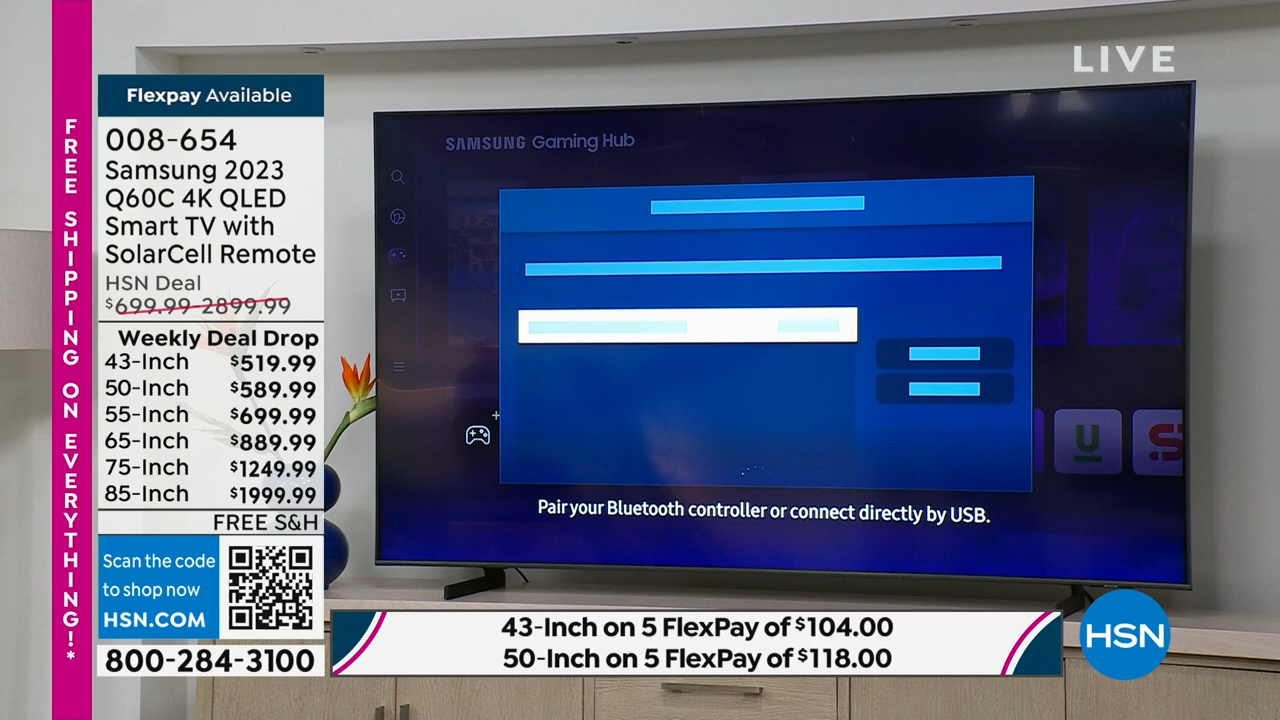 LIVE
FREE SHIPPING ON EVERYTHING!*
Flexpay Available
008-654
Samsung 2023
Q60C 4K QLED
Smart TV with
SolarCell Remote
HSN Deal
$699.99-2899.99
Weekly Deal Drop
43-Inch $519.99
50-Inch $589.99
55-Inch $699.99
65-Inch $889.99
75-Inch $1249.99
85-Inch $1999.99
FREE S&H
Scan the code
to shop now
HSN.COM
800-284-3100
SAMSUNG Gaming Hub
U
Pair your Bluetooth controller or connect directly by USB.
43-Inch on 5 FlexPay of $104.00
50-Inch on 5 FlexPay of $118.00
HSN